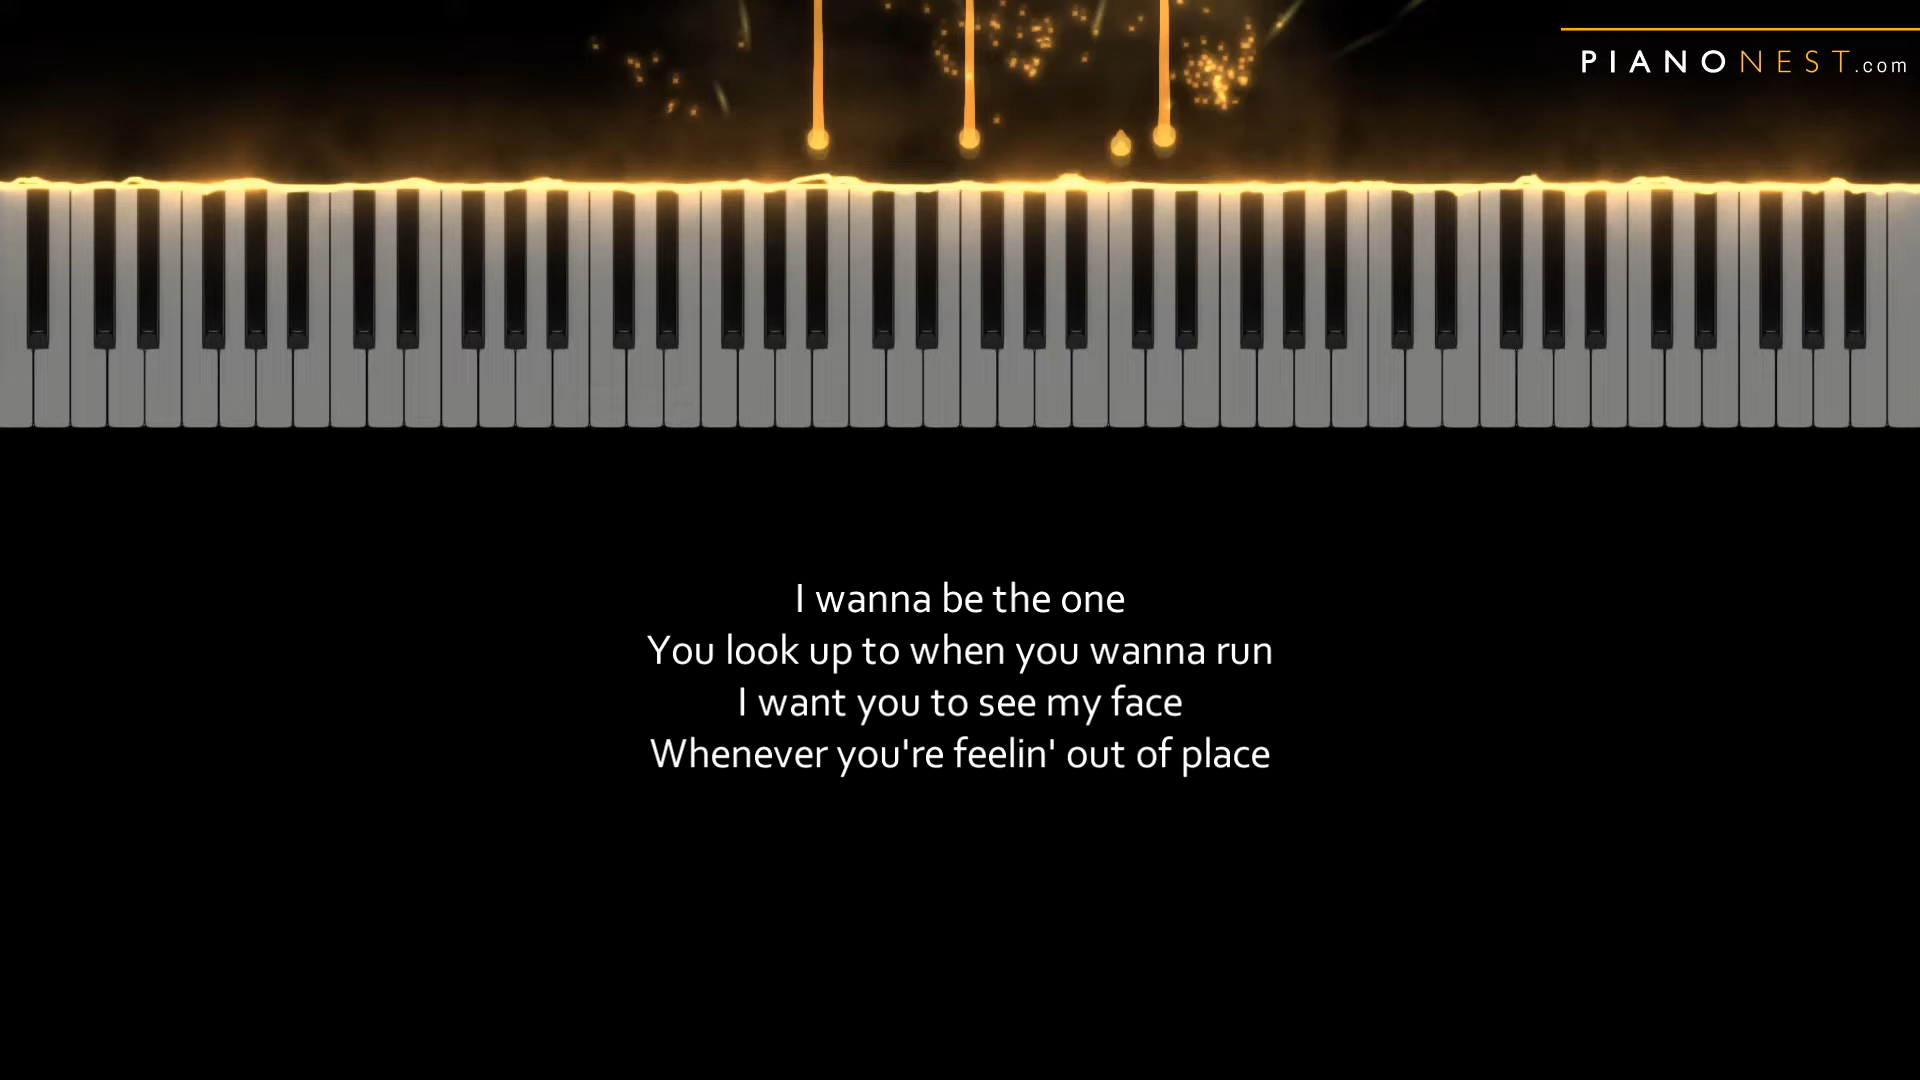 PIANONEST.com
I wanna be the one
You look up to when you wanna run
I want you to see my face
Whenever you're feelin' out of place